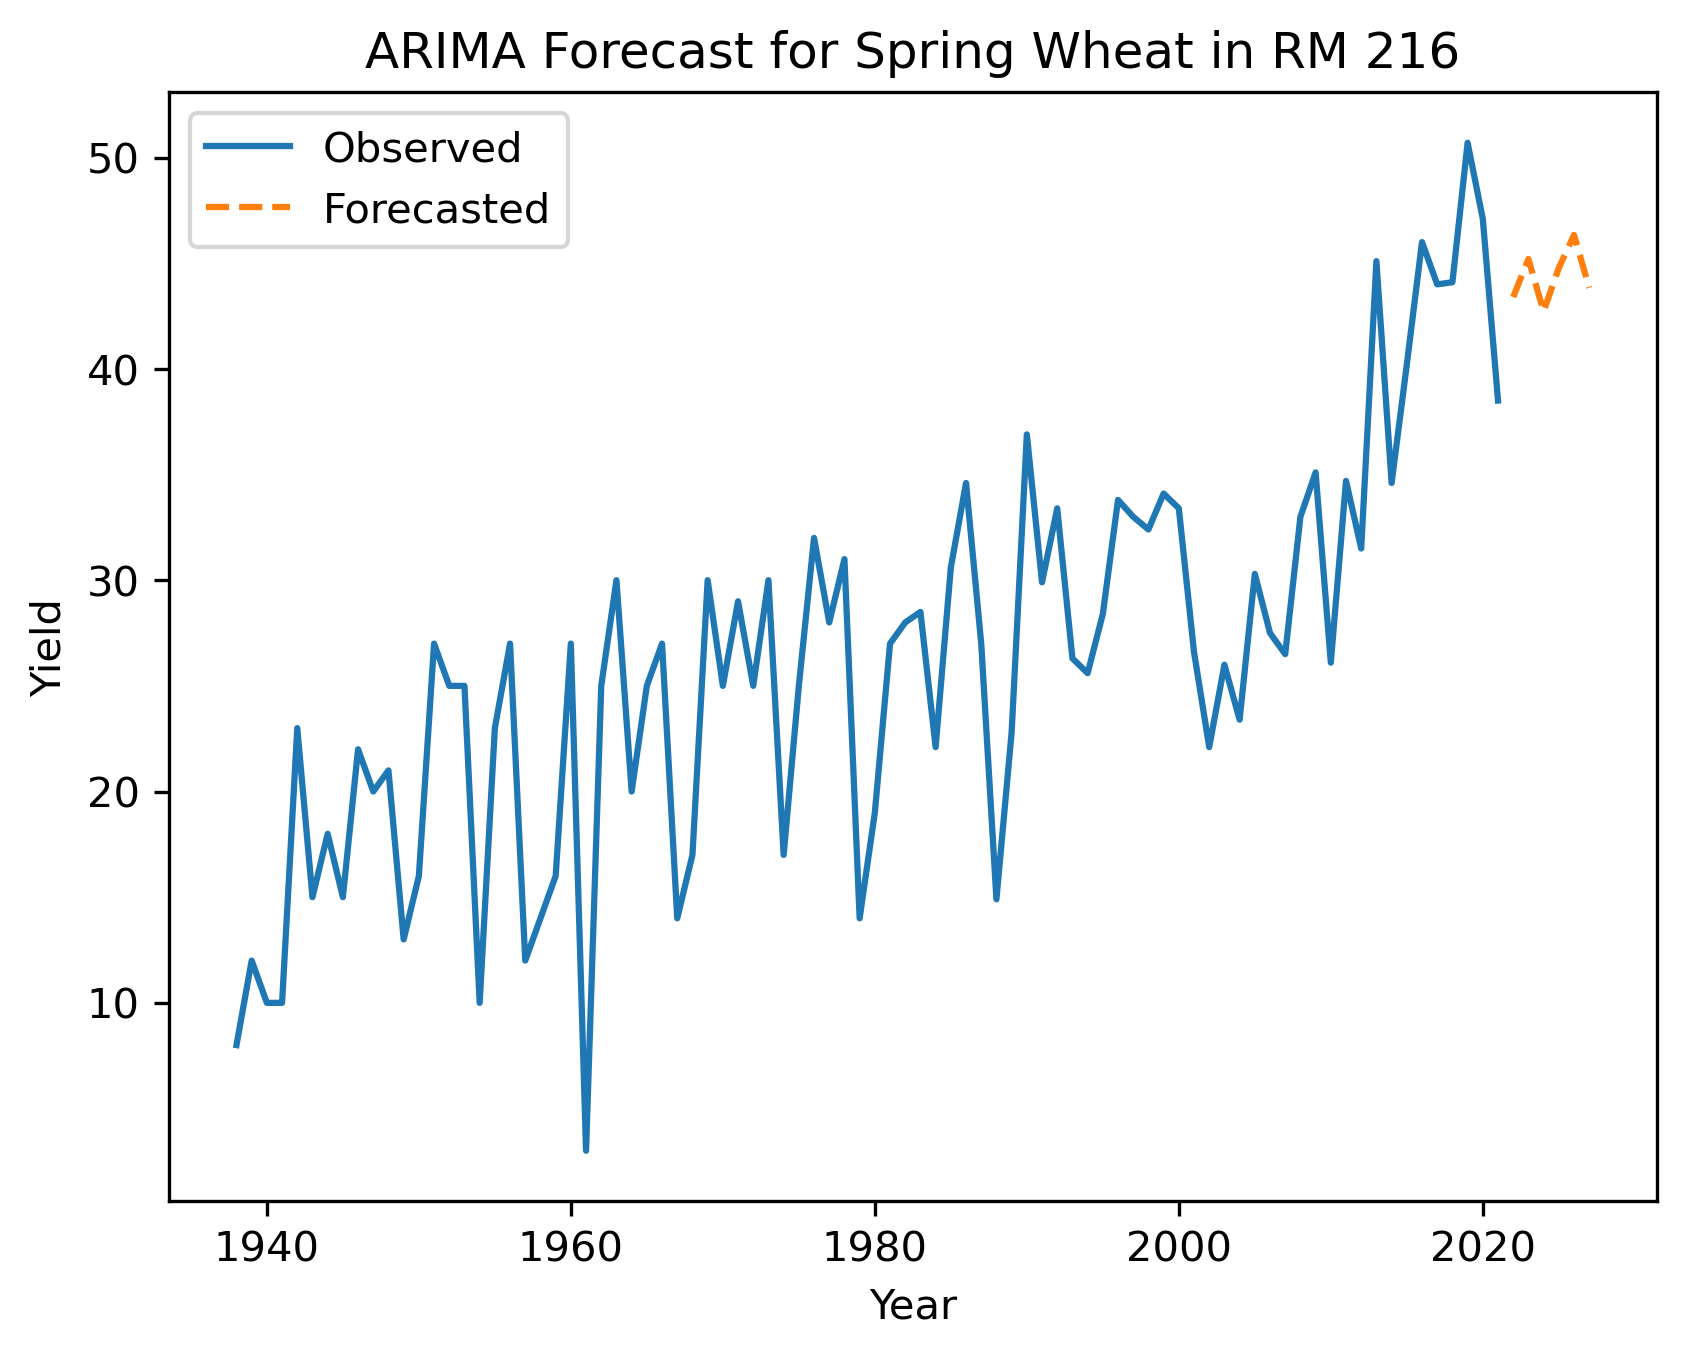 ARIMA Forecast for Spring Wheat in RM 216
Observed
Forecasted
50
40
30
20
10
Yield
1940 1960 1980 2000 2020
Year